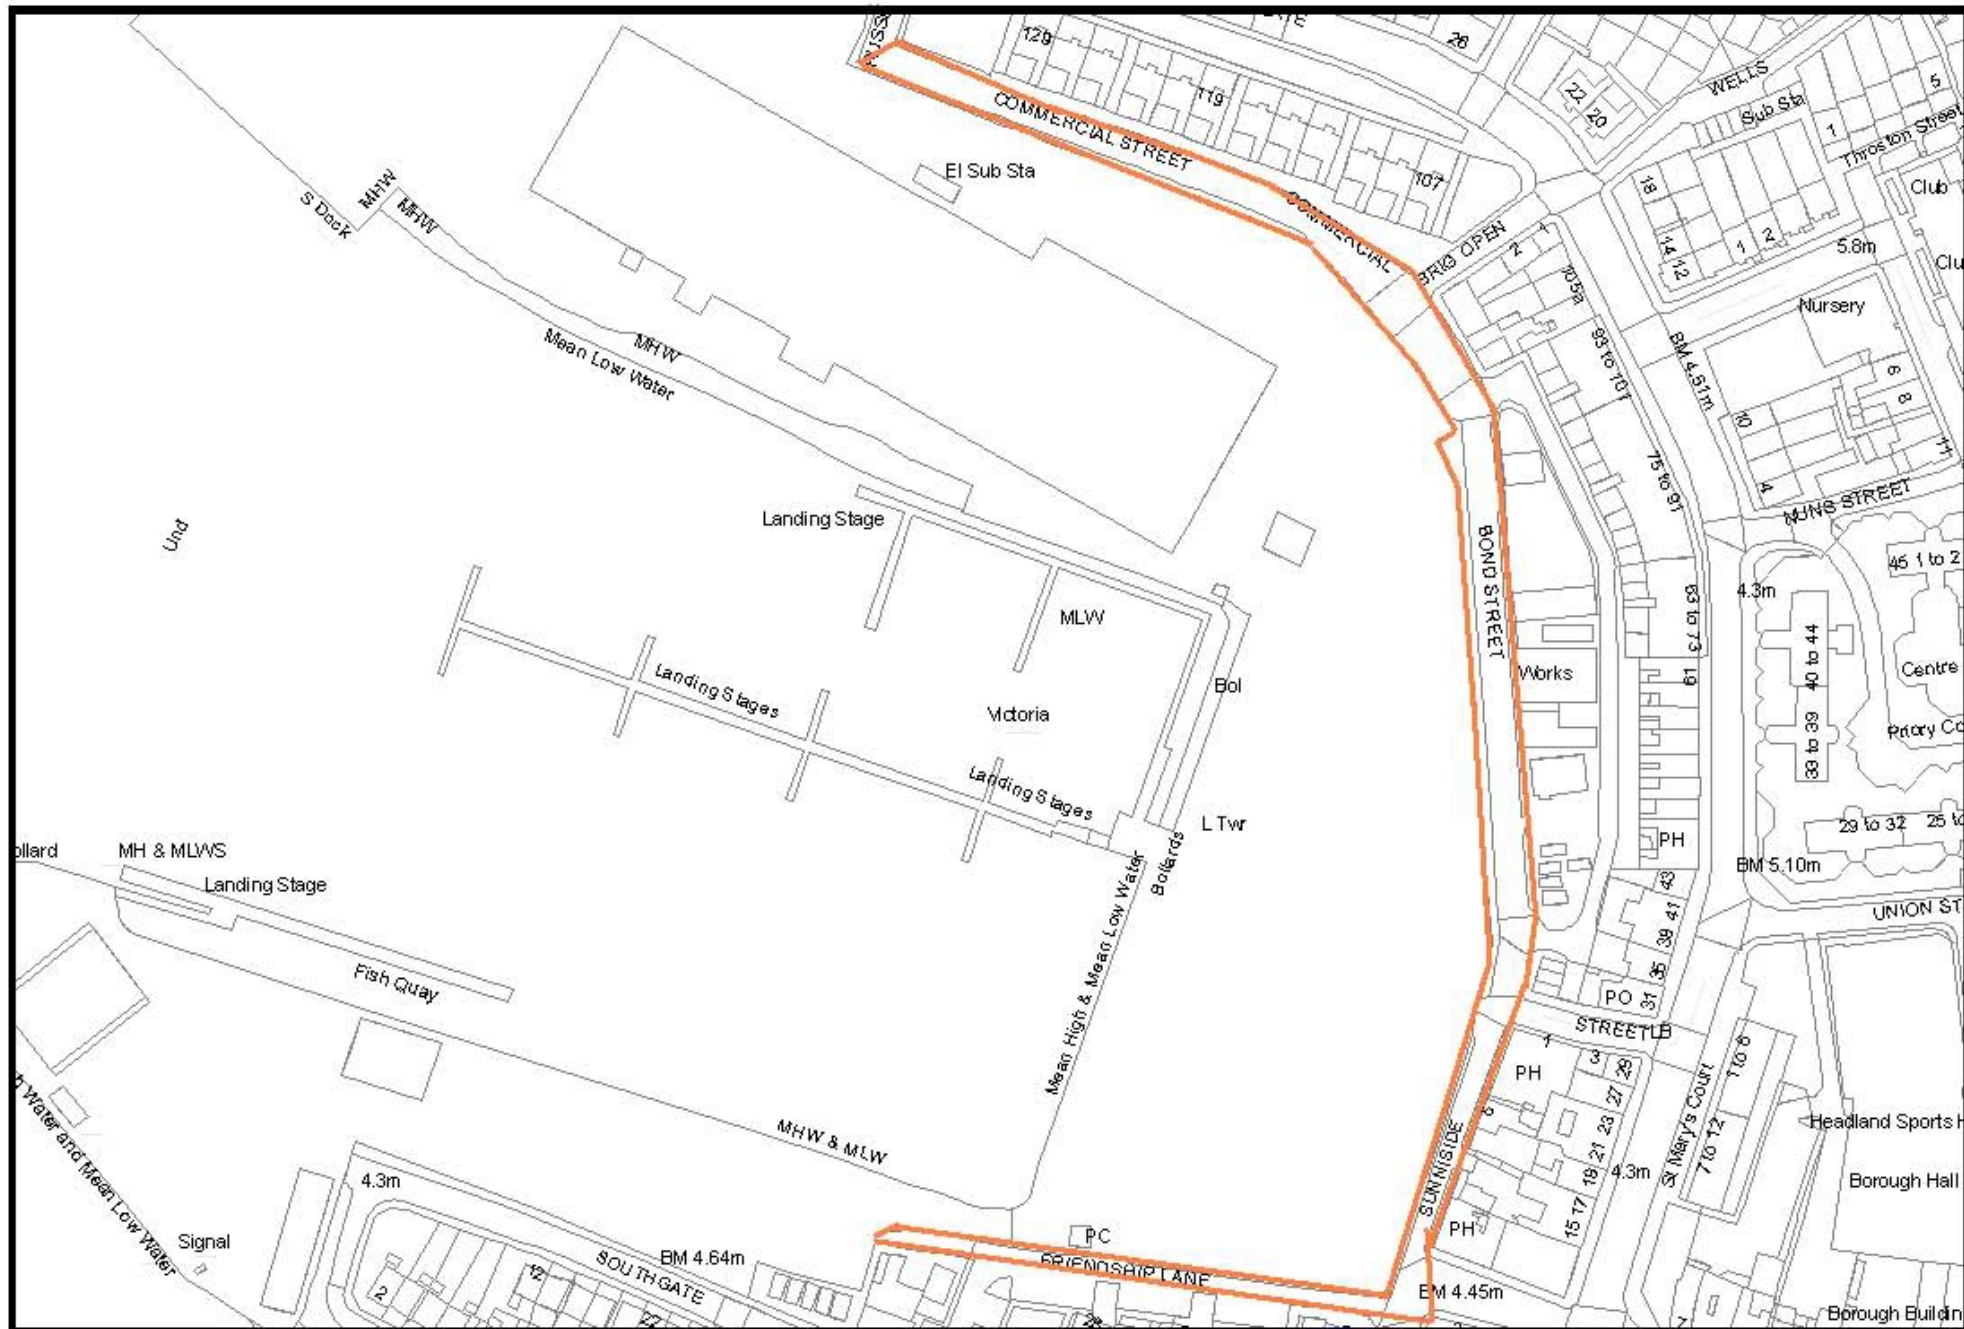 129
26
119
107
COMMERCIAL STREET
COMMERCIAL
El Sub Sta
22
20
WELLS
Sub Sta
1
5
Throston Street
Club
18
14
12
1
2
5.8m
BRIG OPEN
2
1
105a
Nursery
S Dock
MHW
MHW
MHW
Mean Low Water
93 to 101
BM 4.51m
6
8
10
4
11
NUNS STREET
75 to 91
Landing Stage
Und
BOND STREET
45
1 to 2
4.3m
63 to 73
MLW
40 to 44
Centre
Works
61
Landing Stages
Bol
Victoria
33 to 39
Landing Stages
L Twr
PH
29 to 32
BM 5.10m
MH & MLWS
Landing Stage
Bollards
Mean High & Mean Low Water
43
41
39
35
31
UNION ST
Fish Quay
PO
STREET
LB
1
3
29
PH
27
23
21
19
6
1 to 6
7 to 12
St Mary's Court
Headland Sports H
MHW & MLW
SUNNISIDE
4.3m
Borough Hall
15 17
PH
4.3m
Water and Mean Low Water
Signal
PC
FRIENDSHIP LANE
BM 4.64m
SOUTHGATE
2
12
22
28
BM 4.45m
7
Borough Buildin